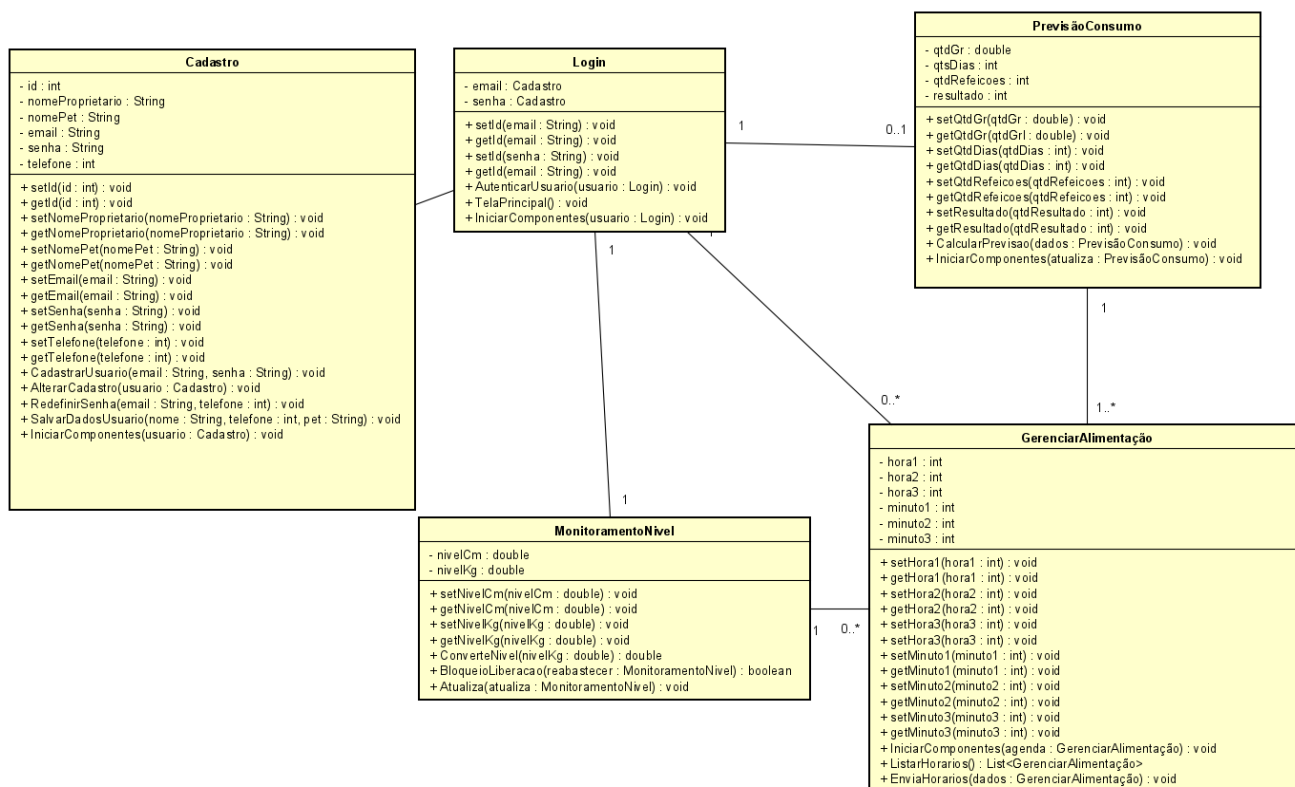 Cadastro
- id : int
- nomeProprietario : String
- nomePet : String
- email : String
- senha : String
- telefone : int
+ setId(id : int) : void
+ getId(id : int) : void
+ setNomeProprietario(nomeProprietario : String) : void
+ getNomeProprietario(nomeProprietario : String) : void
+ setNomePet(nomePet : String) : void
+ getNomePet(nomePet : String) : void
+ setEmail(email : String) : void
+ getEmail(email : String) : void
+ setSenha(senha : String) : void
+ getSenha(senha : String) : void
+ setTelefone(telefone : int) : void
+ getTelefone(telefone : int) : void
+ CadastrarUsuario(email : String, senha : String) : void
+ AlterarCadastro(usuario : Cadastro) : void
+ RedefinirSenha(email : String, telefone : int) : void
+ SalvarDadosUsuario(nome : String, telefone : int, pet : String) : void
+ IniciarComponentes(usuario : Cadastro) : void
Login
- email : Cadastro
- senha : Cadastro
+ setId(email : String) : void
+ getId(email : String) : void
+ setId(senha : String) : void
+ getId(email : String) : void
+ AutenticarUsuario(usuario : Login) : void
+ TelaPrincipal() : void
+ IniciarComponentes(usuario : Login) : void
1
0..1
PrevisãoConsumo
- qtdGr : double
- qtsDias : int
- qtdRefeicoes : int
- resultado : int
+ setQtdGr(qtdGr : double) : void
+ getQtdGr(qtdGrl : double) : void
+ setQtdDias(qtdDias : int) : void
+ getQtdDias(qtdDias : int) : void
+ setQtdRefeicoes(qtdRefeicoes : int) : void
+ getQtdRefeicoes(qtdRefeicoes : int) : void
+ setResultado(qtdResultado : int) : void
+ getResultado(qtdResultado : int) : void
+ CalcularPrevisao(dados : PrevisãoConsumo) : void
+ IniciarComponentes(atualiza : PrevisãoConsumo) : void
1
1
0..*
1..*
1
MonitoramentoNivel
- nivelCm : double
- nivelKg : double
+ setNivelCm(nivelCm : double) : void
+ getNivelCm(nivelCm : double) : void
+ setNivelKg(nivelKg : double) : void
+ getNivelKg(nivelKg : double) : void
+ ConverteNivel(nivelKg : double) : double
+ BloqueioLiberacao(reabastecer : MonitoramentoNivel) : boolean
+ Atualiza(atualiza : MonitoramentoNivel) : void
1
0..*
GerenciarAlimentação
- hora1 : int
- hora2 : int
- hora3 : int
- minuto1 : int
- minuto2 : int
- minuto3 : int
+ setHora1(hora1 : int) : void
+ getHora1(hora1 : int) : void
+ setHora2(hora2 : int) : void
+ getHora2(hora2 : int) : void
+ setHora3(hora3 : int) : void
+ setHora3(hora3 : int) : void
+ setMinuto1(minuto1 : int) : void
+ getMinuto1(minuto1 : int) : void
+ setMinuto2(minuto2 : int) : void
+ getMinuto2(minuto2 : int) : void
+ setMinuto3(minuto3 : int) : void
+ getMinuto3(minuto3 : int) : void
+ IniciarComponentes(agenda : GerenciarAlimentação) : void
+ ListarHorarios() : List<GerenciarAlimentação>
+ EnviaHorarios(dados : GerenciarAlimentação) : void